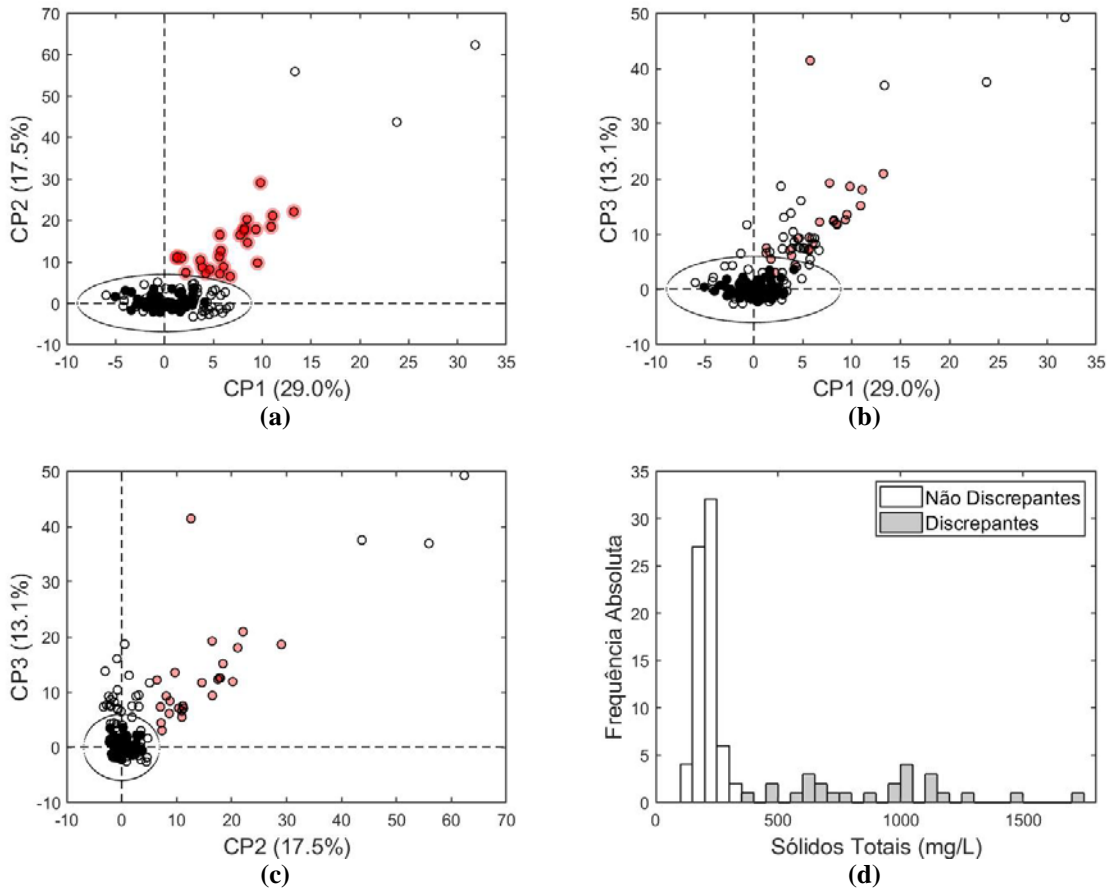 70
60
50
40
30
20
10
0
-10
CP2 (17.5%)
-10 -5 0 5 10 15 20 25 30 35
CP1 (29.0%)
(a)
50
40
30
20
10
0
-10
CP3 (13.1%)
-10 -5 0 5 10 15 20 25 30 35
CP1 (29.0%)
(b)
50
40
30
20
10
0
-10
CP3 (13.1%)
-10 0 10 20 30 40 50 60 70
CP2 (17.5%)
(c)
35
30
25
20
15
10
5
0
Frequência Absoluta
Não Discrepantes
Discrepantes
0 500 1000 1500
Sólidos Totais (mg/L)
(d)